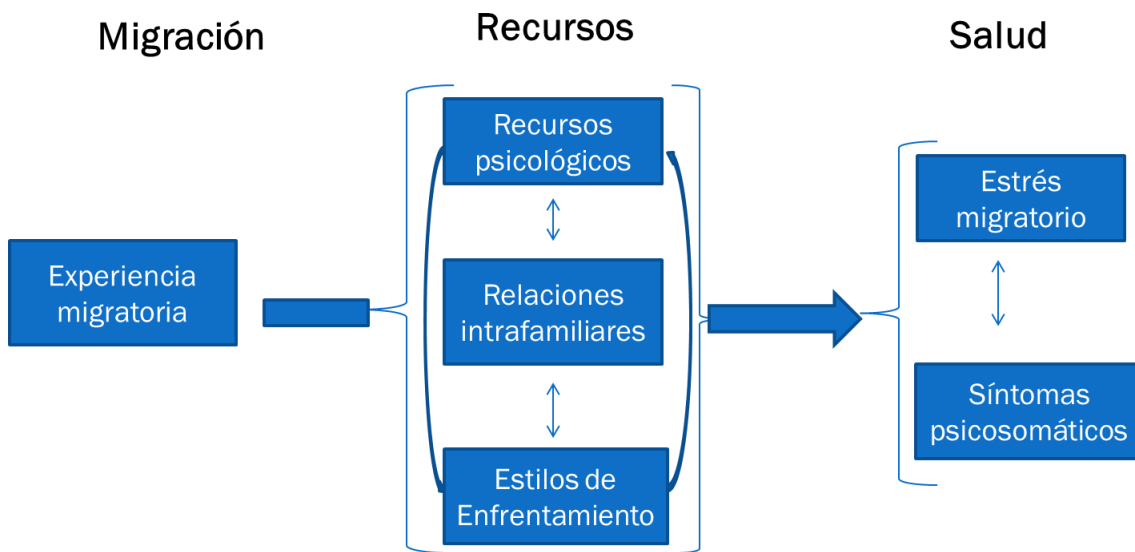 Migración
Recursos
Salud
Experiencia
migratoria
Recursos
psicológicos
Relaciones
intrafamiliares
Estilos de
Enfrentamiento
Estrés
migratorio
Síntomas
psicosomáticos